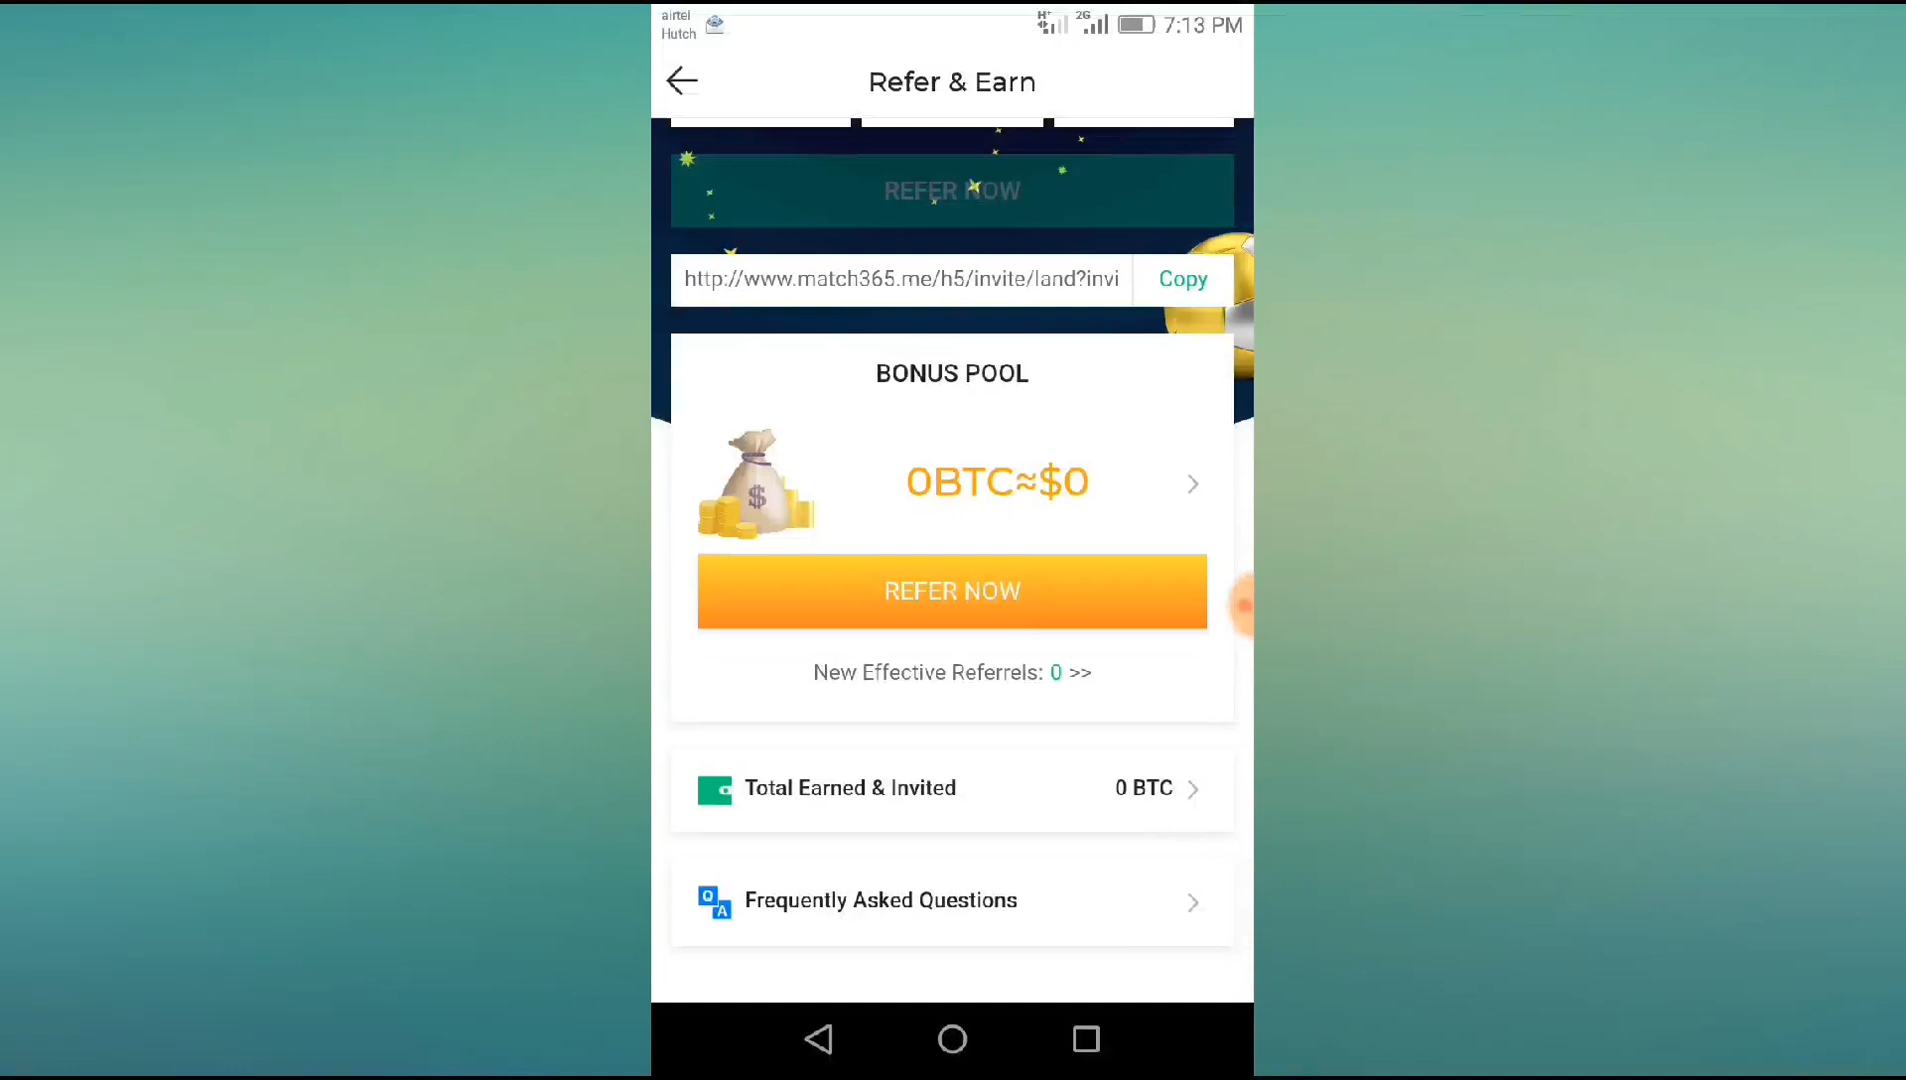 airtel
Hutch
H+ 2G 7:13 PM
Refer & Earn
REFER NOW
http://www.match365.me/h5/invite/land?invi Copy
BONUS POOL
$
0BTC≈$0
REFER NOW
New Effective Referrels: 0 >>
Total Earned & Invited 0 BTC
Q A Frequently Asked Questions